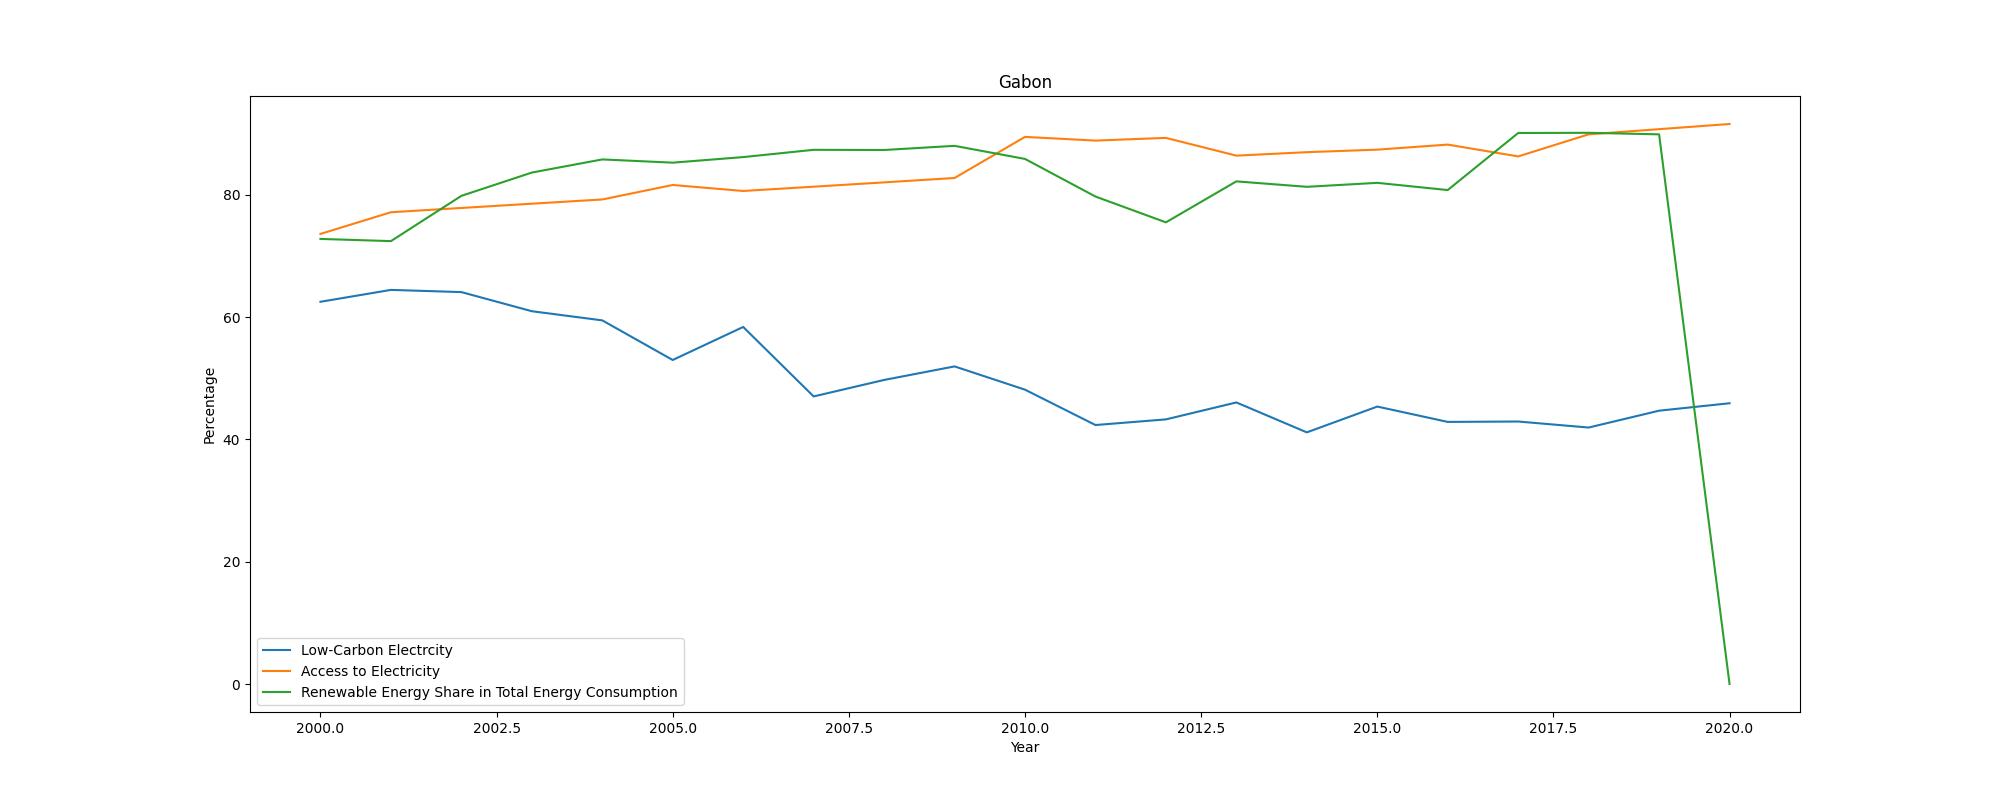 Gabon
Percentage
80
60
40
20
0
Low-Carbon Electrcity
Access to Electricity
Renewable Energy Share in Total Energy Consumption
2000.0 2002.5 2005.0 2007.5 2010.0 2012.5 2015.0 2017.5 2020.0
Year